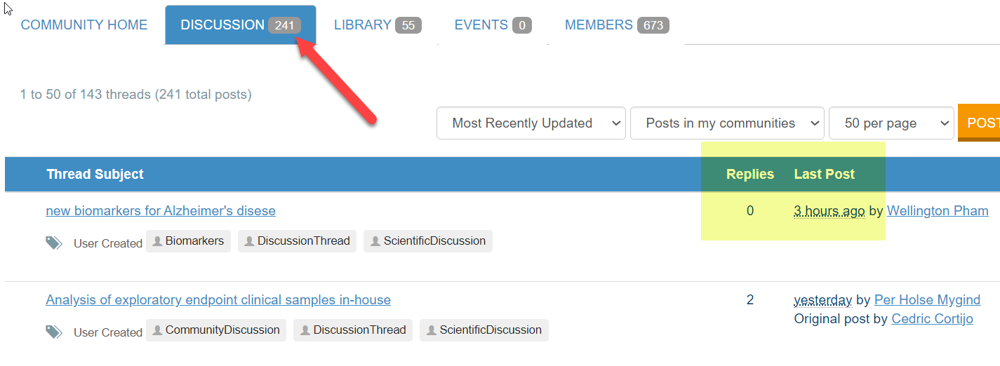 COMMUNITY HOME DISCUSSION 241 LIBRARY 55 EVENTS 0 MEMBERS 673
1 to 50 of 143 threads (241 total posts)
Most Recently Updated Posts in my communities 50 per page POST
Thread Subject Replies Last Post
new biomarkers for Alzheimer's disese 0 3 hours ago by Wellington Pham
User Created Biomarkers DiscussionThread ScientificDiscussion
Analysis of exploratory endpoint clinical samples in-house 2 yesterday by Per Holse Mygind
Original post by Cedric Cortijo
User Created CommunityDiscussion DiscussionThread ScientificDiscussion